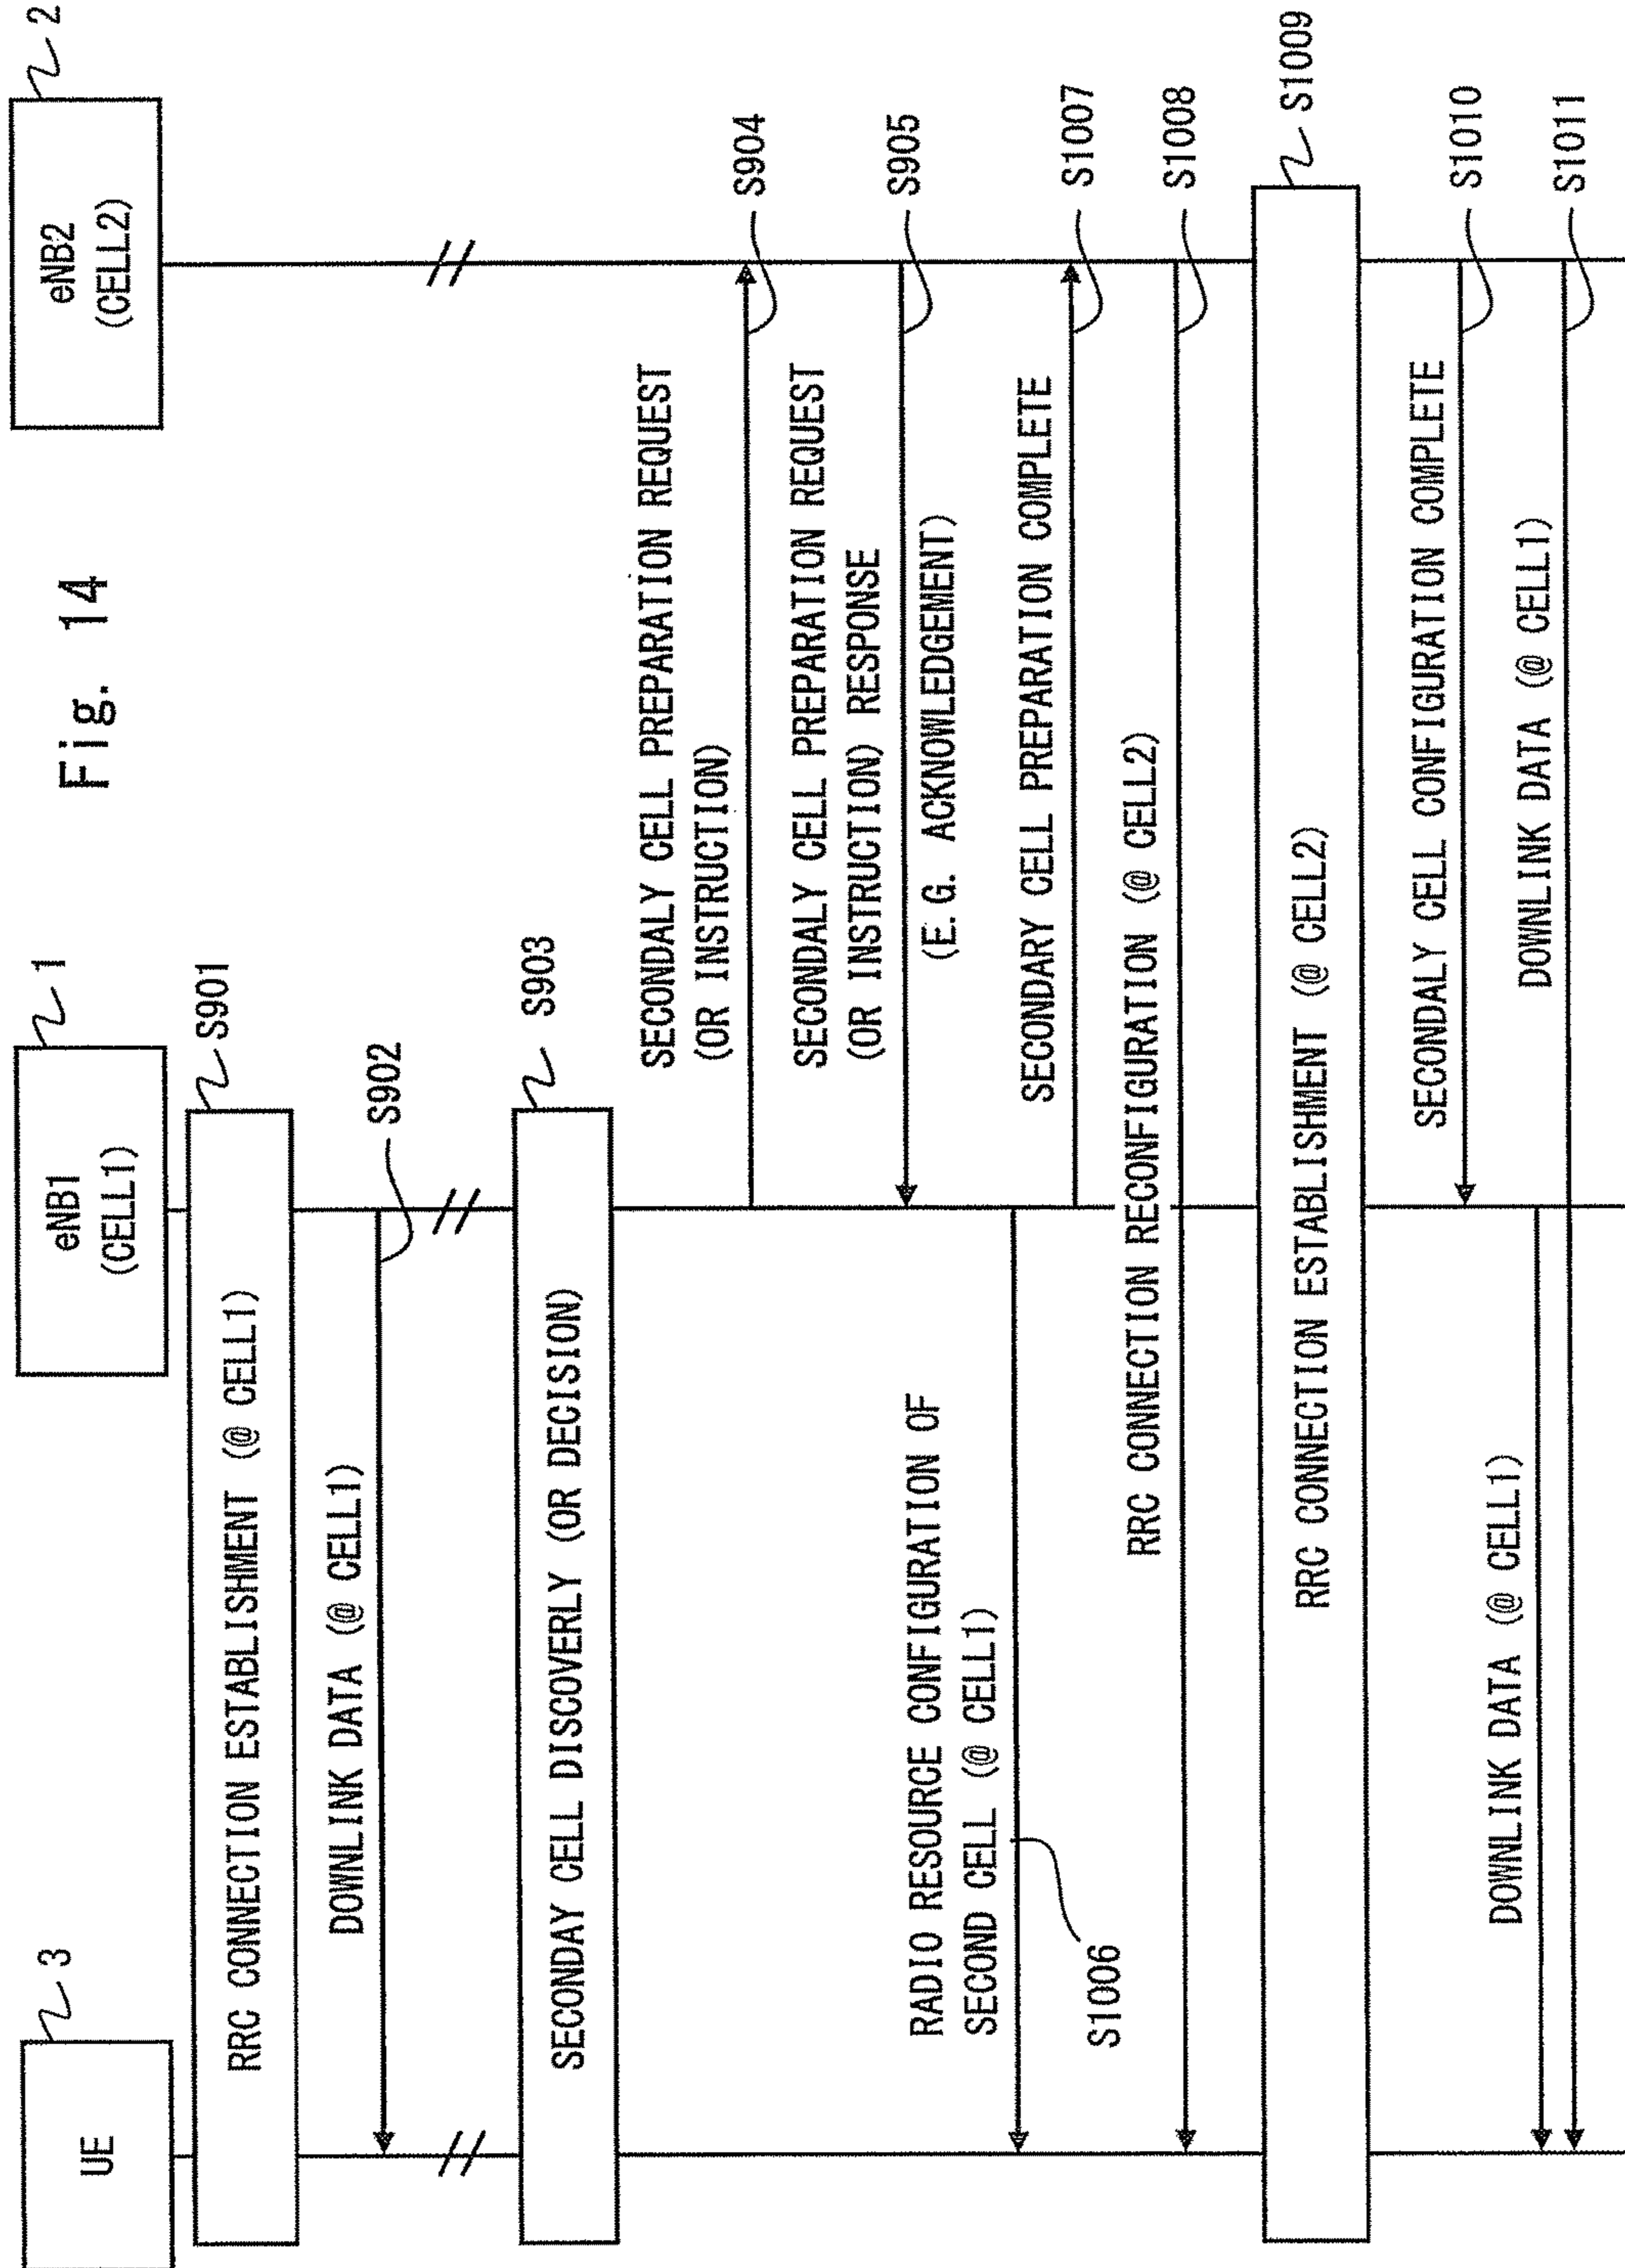 Fig. 14
UE
3
eNB1
(CELL1)
1
eNB2
(CELL2)
2
RRC CONNECTION ESTABLISHMENT (@ CELL1)
S901
DOWNLINK DATA (@ CELL1)
S902
SECONDAY CELL DISCOVERLY (OR DECISION)
S903
SECONDALY CELL PREPARATION REQUEST
(OR INSTRUCTION)
S904
SECONDALY CELL PREPARATION REQUEST
(OR INSTRUCTION) RESPONSE
(E.G. ACKNOWLEDGEMENT)
S905
RADIO RESOURCE CONFIGURATION OF
SECOND CELL (@ CELL1)
S1006
SECONDARY CELL PREPARATION COMPLETE
S1007
RRC CONNECTION RECONFIGURATION (@ CELL2)
S1008
RRC CONNECTION ESTABLISHMENT (@ CELL2)
S1009
SECONDALY CELL CONFIGURATION COMPLETE
S1010
DOWNLINK DATA (@ CELL1)
DOWNLINK DATA (@ CELL1)
S1011